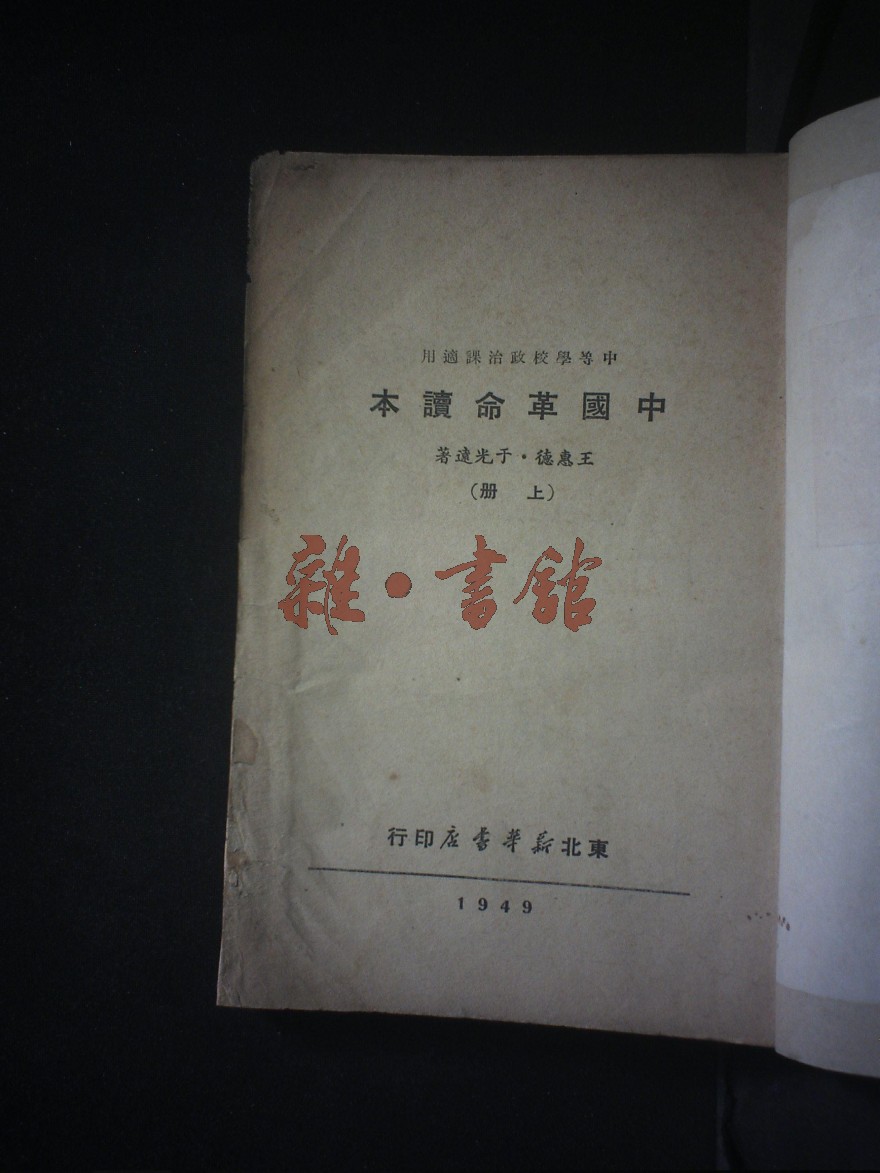 中等學校政治課適用
中國革命讀本
王惠德·于光遠著
(上 册)
雜·書館
東北新華書店印行
1949